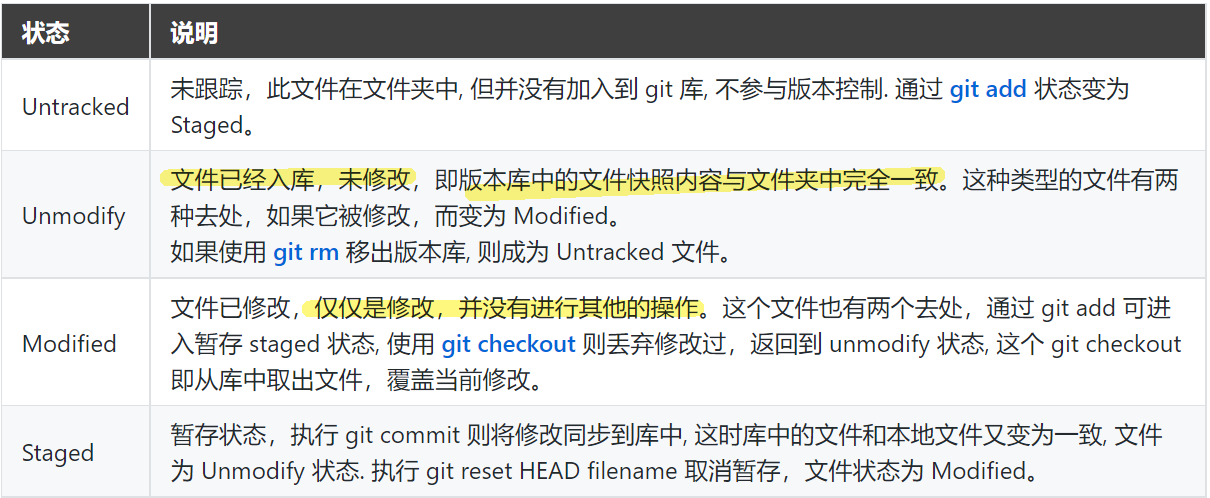 状态 说明
未跟踪，此文件在文件夹中, 但并没有加入到 git 库, 不参与版本控制. 通过 git add 状态变为
Untracked
Staged。
文件已经入库，未修改，即版本库中的文件快照内容与文件夹中完全一致。这种类型的文件有两
Unmodify
种去处，如果它被修改，而变为 Modified。
如果使用 git rm 移出版本库, 则成为 Untracked 文件。
文件已修改，仅仅是修改，并没有进行其他的操作。这个文件也有两个去处，通过 git add 可进
Modified
入暂存 staged 状态, 使用 git checkout 则丢弃修改过，返回到 unmodify 状态, 这个 git checkout
即从库中取出文件，覆盖当前修改。
暂存状态，执行 git commit 则将修改同步到库中, 这时库中的文件和本地文件又变为一致, 文件
Staged
为 Unmodify 状态. 执行 git reset HEAD filename 取消暂存，文件状态为 Modified。